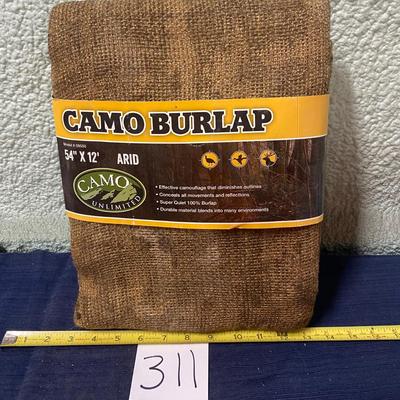 CAMO BURLAP
54" X 12' ARID
CAMO
UNLIMITED
• Effective camouflage that diminishes outlines
• Conceals all movements and reflections
• Super Quiet 100% Burlap
• Durable material blends into many environments
311